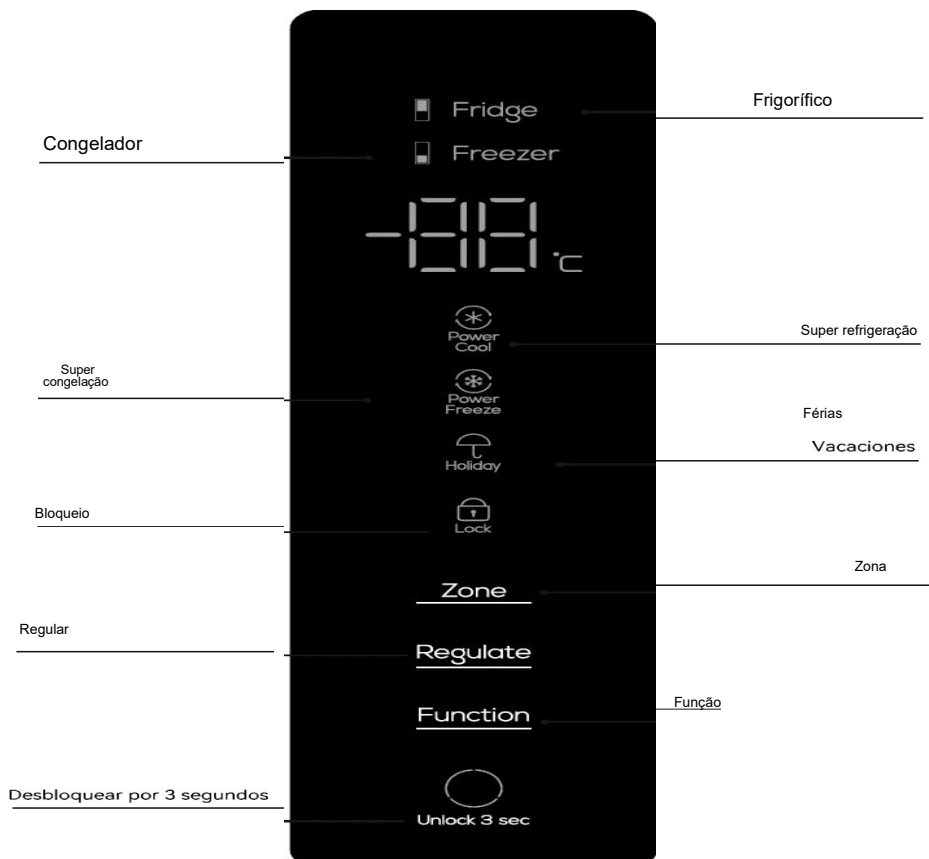 Fridge
Frigorífico
Congelador
Freezer
-88 °C
Power
Cool
Super refrigeração
Super
congelação
Power
Freeze
Férias
Vacaciones
Holiday
Bloqueio
Lock
Zona
Zone
Regular
Regulate
Função
Function
Desbloquear por 3 segundos
Unlock 3 sec